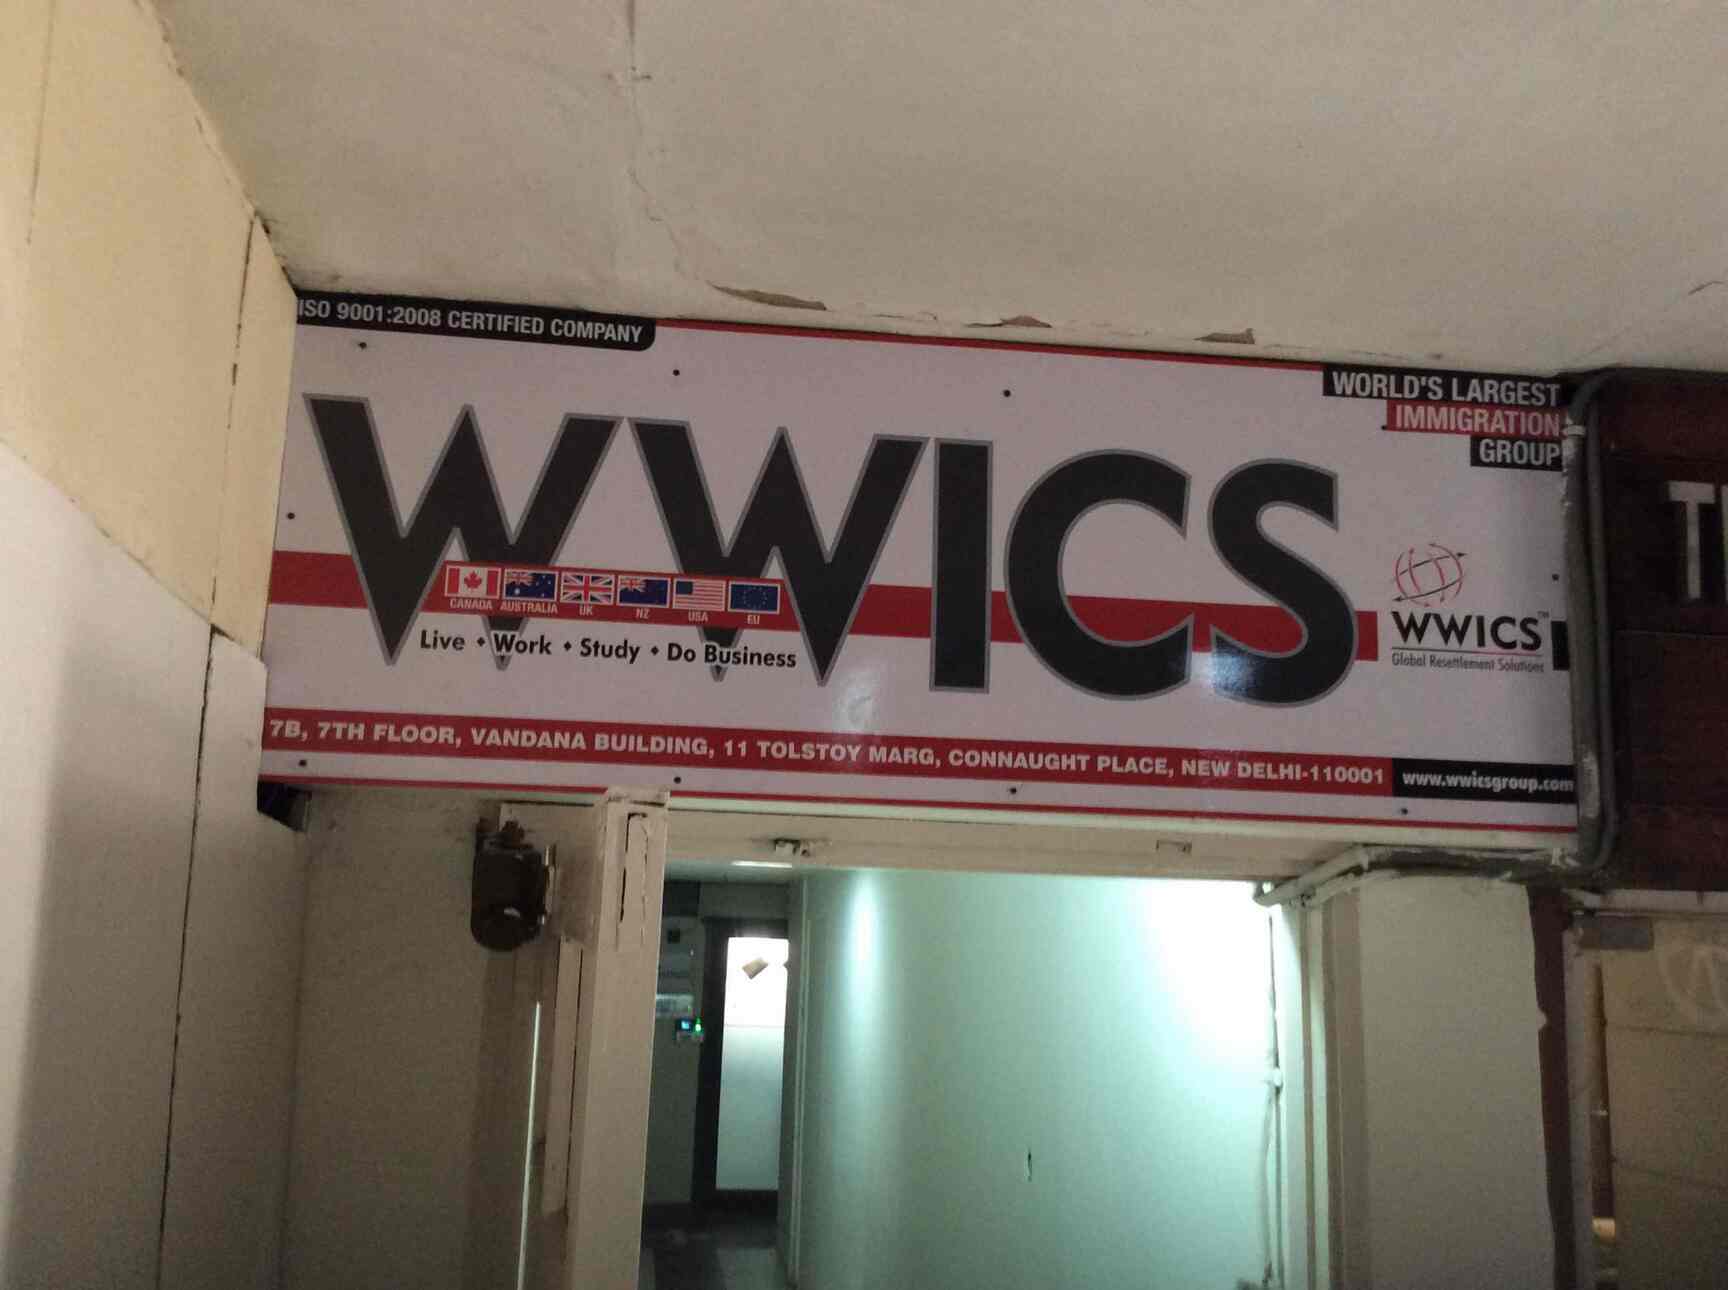 ISO 9001:2008 CERTIFIED COMPANY
WORLD'S LARGEST
IMMIGRATION
GROUP
WWICS
CANADA AUSTRALIA UK NZ USA EU
Live • Work • Study • Do Business
WWICS™
Global Resettlement Solutions
7B, 7TH FLOOR, VANDANA BUILDING, 11 TOLSTOY MARG, CONNAUGHT PLACE, NEW DELHI-110001
www.wwicsgroup.com